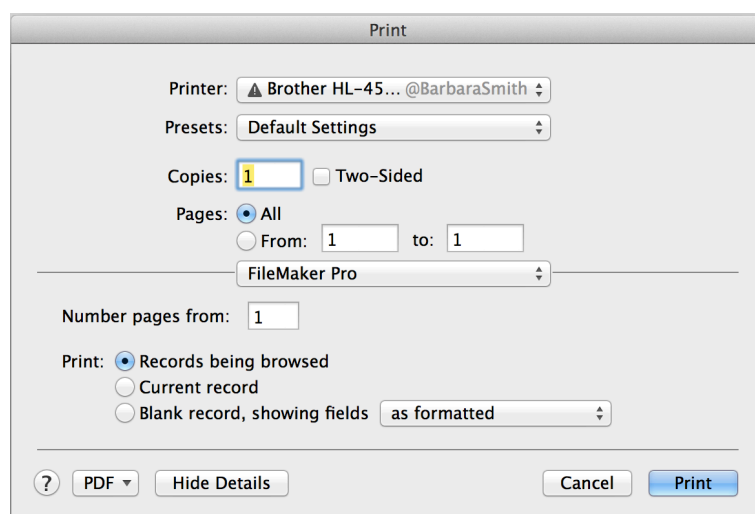 Print
Printer: Brother HL-45... @BarbaraSmith
Presets: Default Settings
Copies: 1 Two-Sided
Pages: All
From: 1 to: 1
FileMaker Pro
Number pages from: 1
Print: Records being browsed
Current record
Blank record, showing fields as formatted
? PDF Hide Details Cancel Print